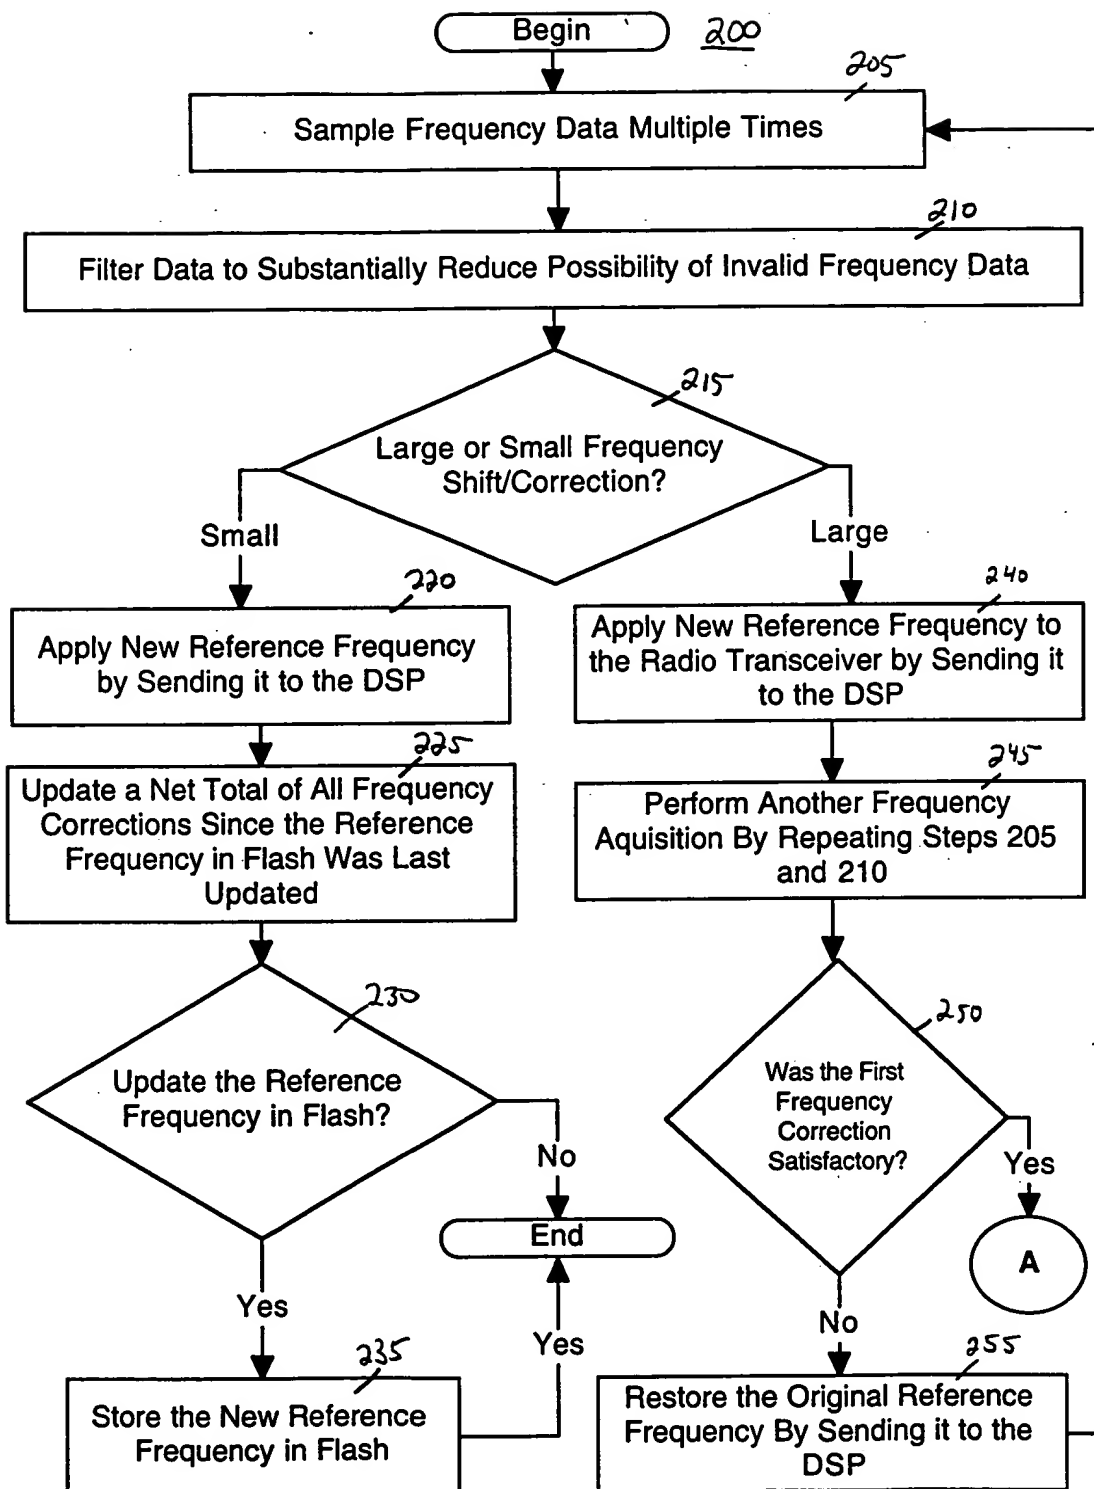 Begin
200
205
Sample Frequency Data Multiple Times
210
Filter Data to Substantially Reduce Possibility of Invalid Frequency Data
215
Large or Small Frequency
Shift/Correction?
Small
Large
220
Apply New Reference Frequency
by Sending it to the DSP
240
Apply New Reference Frequency to
the Radio Transceiver by Sending it
to the DSP
225
Update a Net Total of All Frequency
Corrections Since the Reference
Frequency in Flash Was Last
Updated
245
Perform Another Frequency
Aquisition By Repeating Steps 205
and 210
230
Update the Reference
Frequency in Flash?
No
250
Was the First
Frequency
Correction
Satisfactory?
Yes
End
A
Yes
Yes
No
235
Store the New Reference
Frequency in Flash
255
Restore the Original Reference
Frequency By Sending it to the
DSP